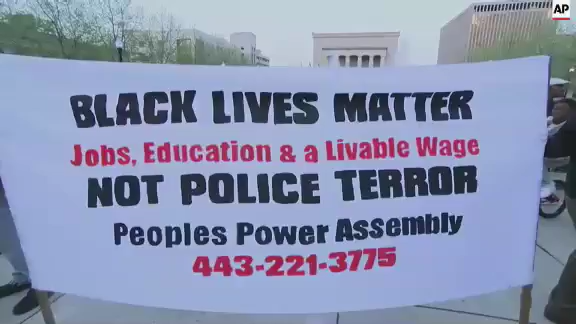 AP
BLACK LIVES MATTER
Jobs, Education & a Livable Wage
NOT POLICE TERROR
Peoples Power Assembly
443-221-3775